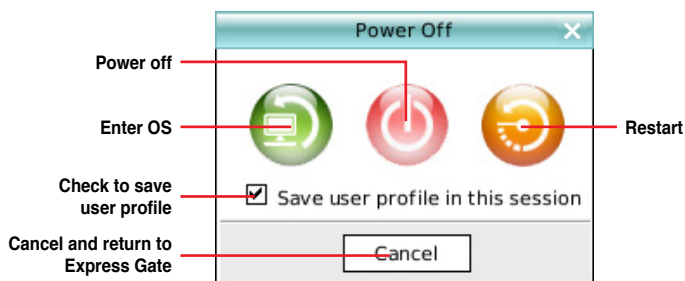 Power Off
Power off
Enter OS
Restart
Check to save
user profile
Save user profile in this session
Cancel and return to
Express Gate
Cancel